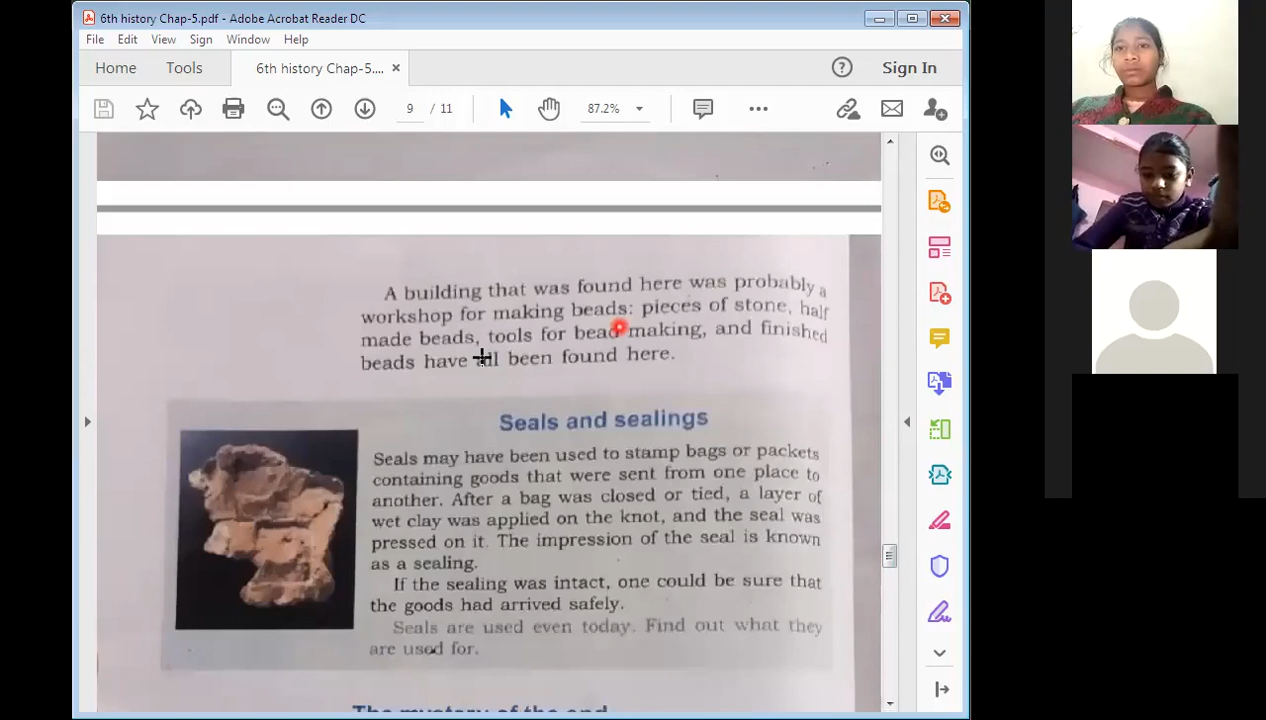 6th history Chap-5.pdf - Adobe Acrobat Reader DC
File Edit View Sign Window Help
Home Tools 6th history Chap-5.... × Sign In
9 / 11 87.2%
A building that was found here was probably a
workshop for making beads: pieces of stone, half
made beads, tools for bead making, and finished
beads have all been found here.
Seals and sealings
Seals may have been used to stamp bags or packets
containing goods that were sent from one place to
another. After a bag was closed or tied, a layer of
wet clay was applied on the knot, and the seal was
pressed on it. The impression of the seal is known
as a sealing.
If the sealing was intact, one could be sure that
the goods had arrived safely.
Seals are used even today. Find out what they
are used for.
The mystery of the end